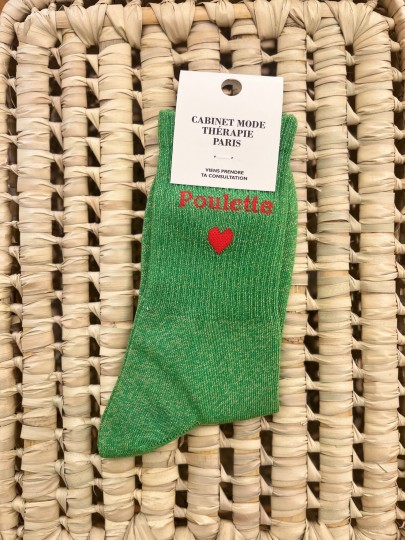 CABINET MODE
THÉRAPIE
PARIS
VIENS PRENDRE
TA CONSULTATION
Poulette